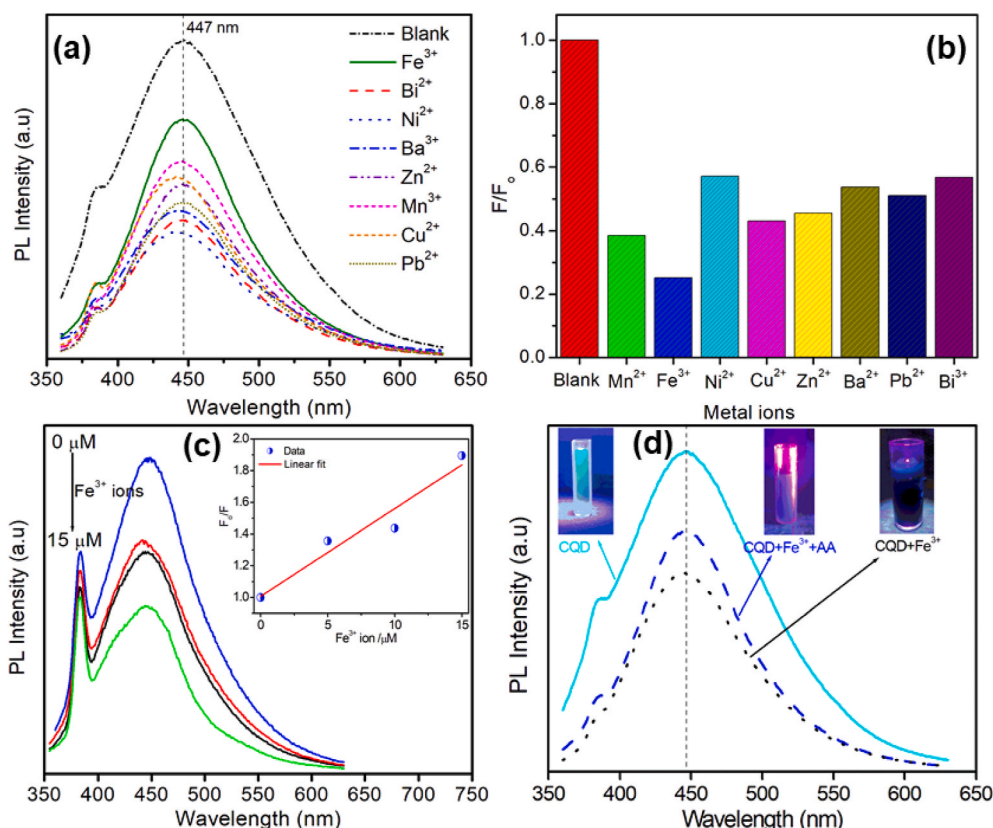 (a)
447 nm
Blank
Fe³⁺
Bi²⁺
Ni²⁺
Ba³⁺
Zn²⁺
Mn³⁺
Cu²⁺
Pb²⁺
PL Intensity (a.u)
350 400 450 500 550 600 650
Wavelength (nm)
(b)
F/Fₒ
1.0
0.8
0.6
0.4
0.2
0.0
Blank Mn²⁺ Fe³⁺ Ni²⁺ Cu²⁺ Zn²⁺ Ba²⁺ Pb²⁺ Bi³⁺
Metal ions
(c)
0 µM
Fe³⁺ ions
15 µM
PL Intensity (a.u)
350 400 450 500 550 600 650 700 750
Wavelength (nm)
Data
Linear fit
Fₒ/F
2.0
1.8
1.6
1.4
1.2
1.0
0 5 10 15
Fe³⁺ ion /µM
(d)
CQD
CQD+Fe³⁺+AA
CQD+Fe³⁺
PL Intensity (a.u)
350 400 450 500 550 600 650
Wavelength (nm)